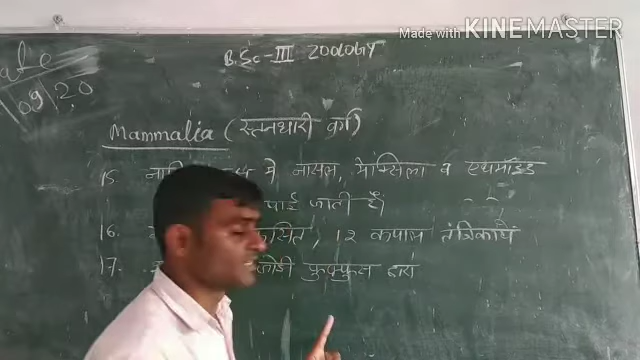 Made with KINEMASTER
B.Sc-III ZOOLOGY
09/20
Mammalia (स्तनधारी वर्ग)
15. में नासल, मेक्सिला व एथमॉइड
पाई जाती है।
16. 12 कपाल तंत्रिकायें
17. जोडी फुफ्फुस द्वारा